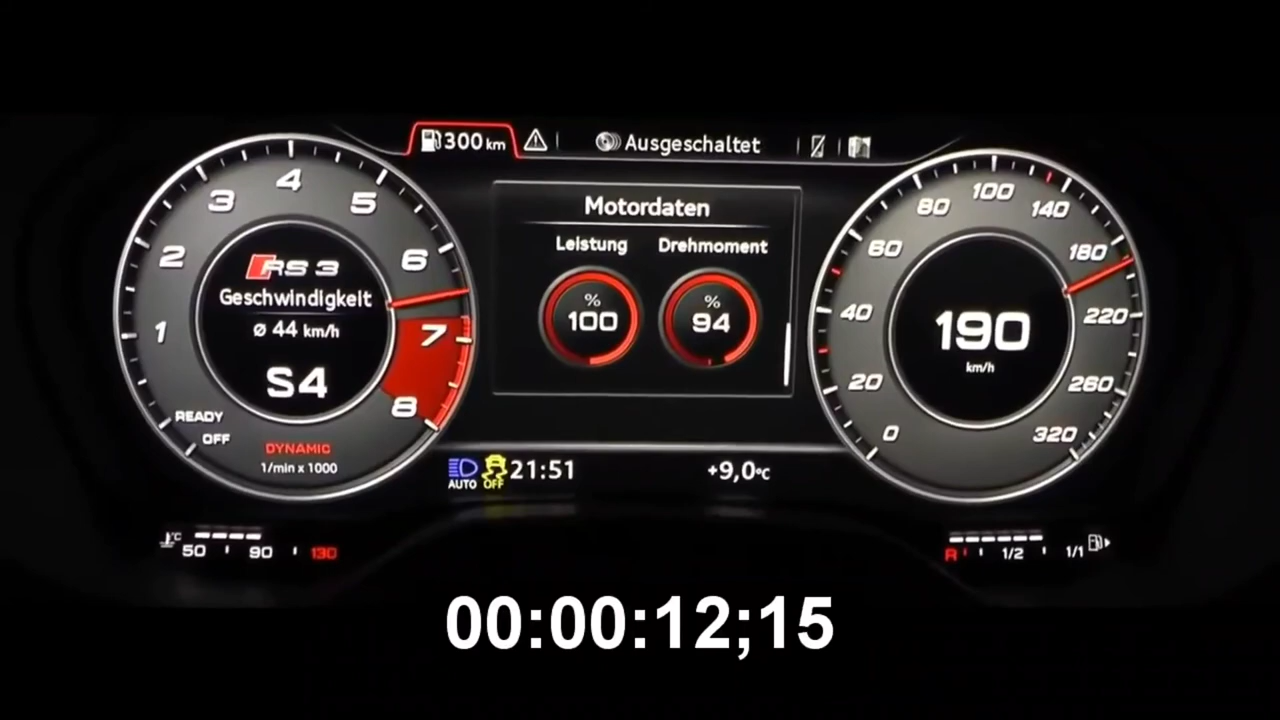 300 km
Ausgeschaltet
Motordaten
Leistung Drehmoment
%
100
%
94
1
2
3
4
5
6
7
8
READY
OFF
RS 3
Geschwindigkeit
Ø 44 km/h
S4
DYNAMIC
1/min x 1000
0
20
40
60
80
100
140
180
220
260
320
190
km/h
AUTO
OFF
21:51
+9,0°C
°C
50 90 130
R 1/2 1/1
00:00:12;15